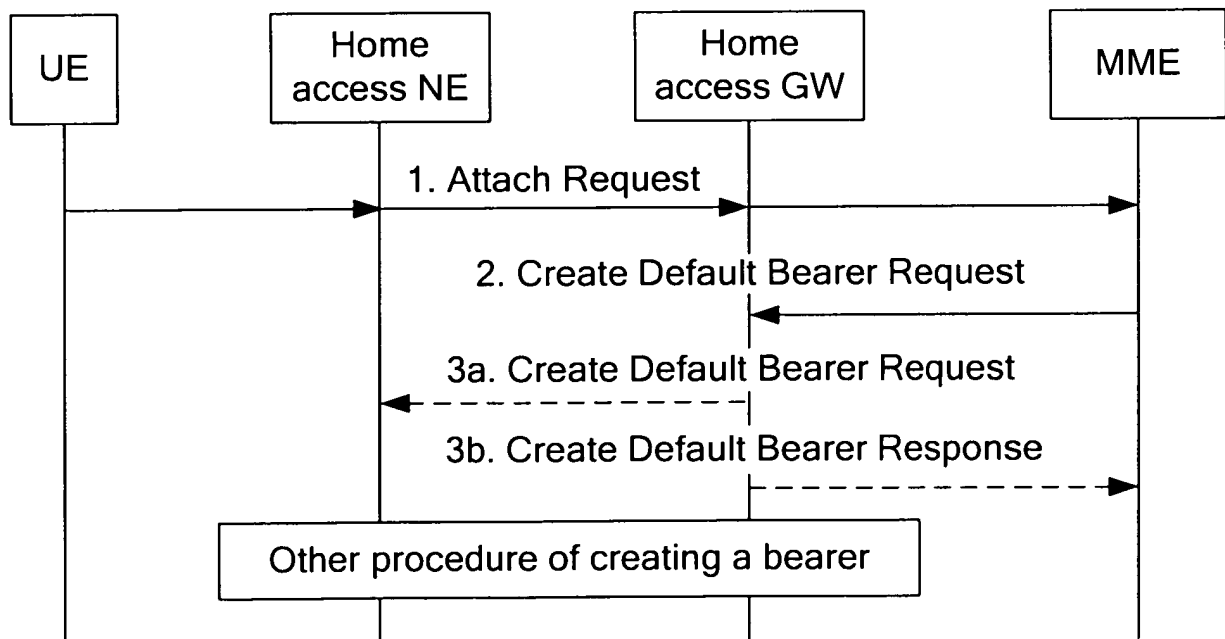 UE
Home
access NE
Home
access GW
MME
1. Attach Request
2. Create Default Bearer Request
3a. Create Default Bearer Request
3b. Create Default Bearer Response
Other procedure of creating a bearer